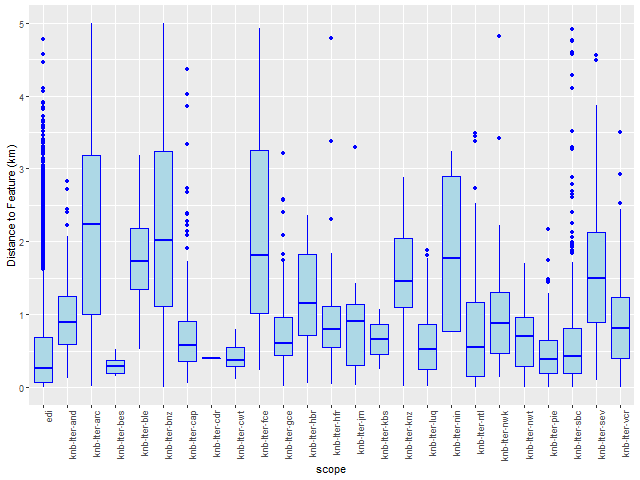 Distance to Feature (km)
5
4
3
2
1
0
edi
knb-lter-and
knb-lter-arc
knb-lter-bes
knb-lter-ble
knb-lter-bnz
knb-lter-cap
knb-lter-cdr
knb-lter-cwt
knb-lter-fce
knb-lter-gce
knb-lter-hbr
knb-lter-hfr
knb-lter-jrn
knb-lter-kbs
knb-lter-knz
knb-lter-luq
knb-lter-nin
knb-lter-ntl
knb-lter-nwk
knb-lter-nwt
knb-lter-pie
knb-lter-sbc
knb-lter-sev
knb-lter-vcr
scope